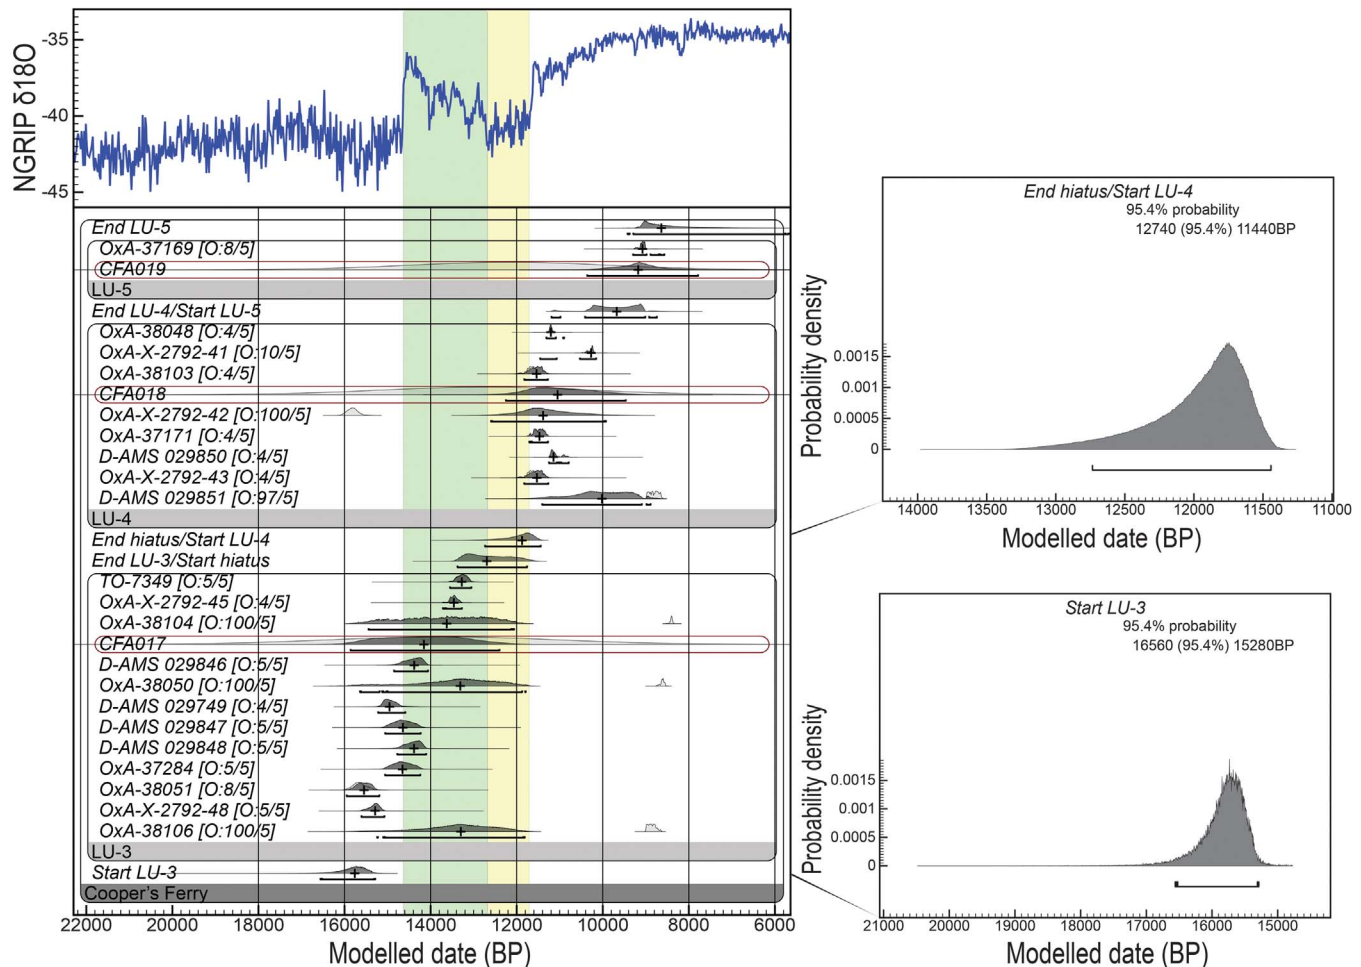 NGRIP δ18O
-35
-40
-45
End LU-5
OxA-37169 [O:8/5]
CFA019
LU-5
End LU-4/Start LU-5
OxA-38048 [O:4/5]
OxA-X-2792-41 [O:10/5]
OxA-38103 [O:4/5]
CFA018
OxA-X-2792-42 [O:100/5]
OxA-37171 [O:4/5]
D-AMS 029850 [O:4/5]
OxA-X-2792-43 [O:4/5]
D-AMS 029851 [O:97/5]
LU-4
End hiatus/Start LU-4
End LU-3/Start hiatus
TO-7349 [O:5/5]
OxA-X-2792-45 [O:4/5]
OxA-38104 [O:100/5]
CFA017
D-AMS 029846 [O:5/5]
OxA-38050 [O:100/5]
D-AMS 029749 [O:4/5]
D-AMS 029847 [O:5/5]
D-AMS 029848 [O:5/5]
OxA-37284 [O:5/5]
OxA-38051 [O:8/5]
OxA-X-2792-48 [O:5/5]
OxA-38106 [O:100/5]
LU-3
Start LU-3
Cooper's Ferry
22000 20000 18000 16000 14000 12000 10000 8000 6000
Modelled date (BP)
End hiatus/Start LU-4
95.4% probability
12740 (95.4%) 11440BP
Probability density
0.0015
0.001
0.0005
0
14000 13500 13000 12500 12000 11500 11000
Modelled date (BP)
Start LU-3
95.4% probability
16560 (95.4%) 15280BP
Probability density
0.0015
0.001
0.0005
0
21000 20000 19000 18000 17000 16000 15000
Modelled date (BP)